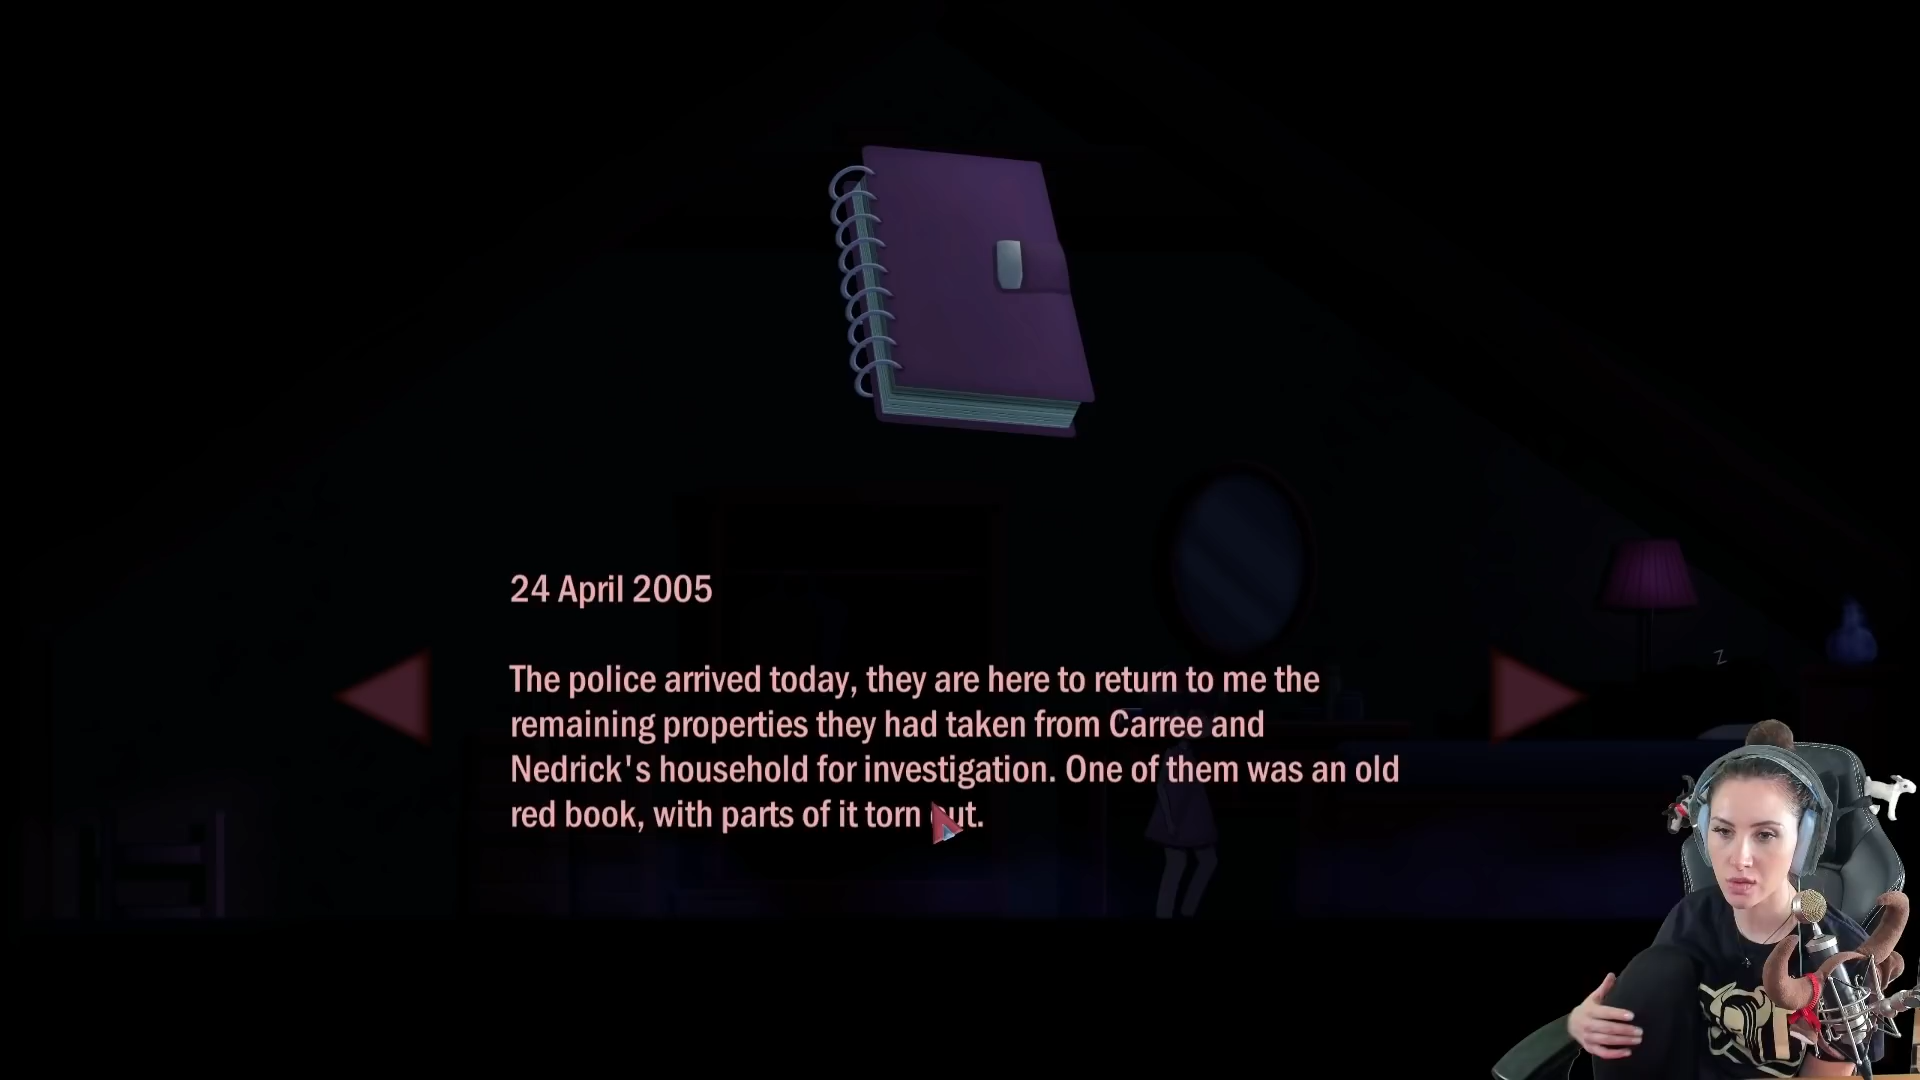 24 April 2005
The police arrived today, they are here to return to me the
remaining properties they had taken from Carree and
Nedrick's household for investigation. One of them was an old
red book, with parts of it torn out.
z